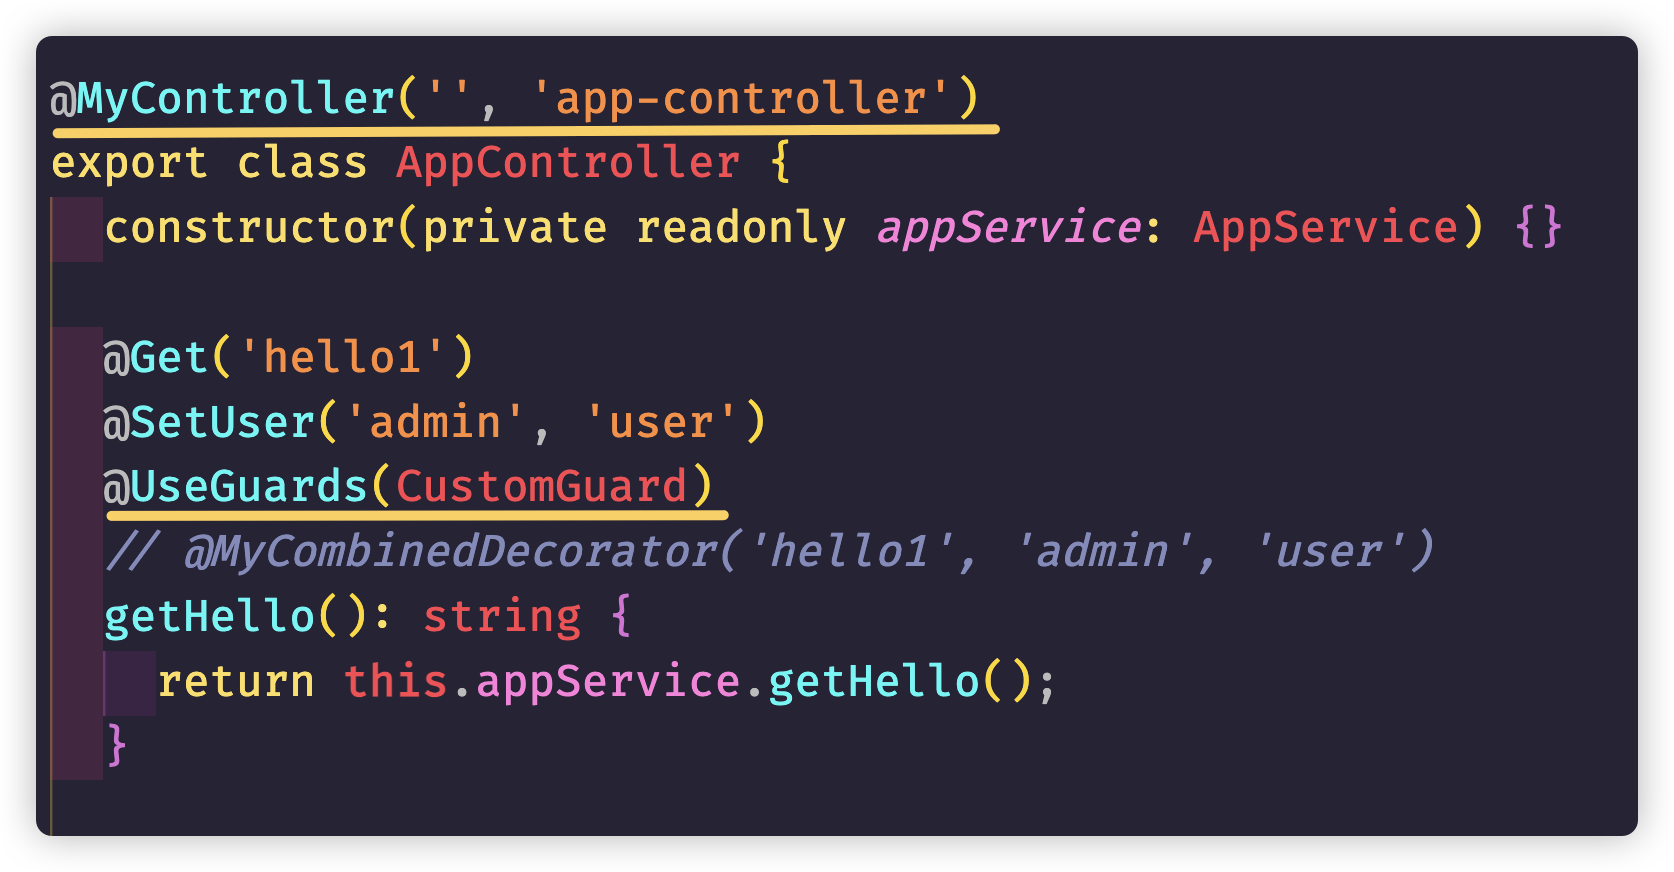 @MyController('', 'app-controller')
export class AppController {
constructor(private readonly appService: AppService) {}
@Get('hello1')
@SetUser('admin', 'user')
@UseGuards(CustomGuard)
// @MyCombinedDecorator('hello1', 'admin', 'user')
getHello(): string {
return this.appService.getHello();
}